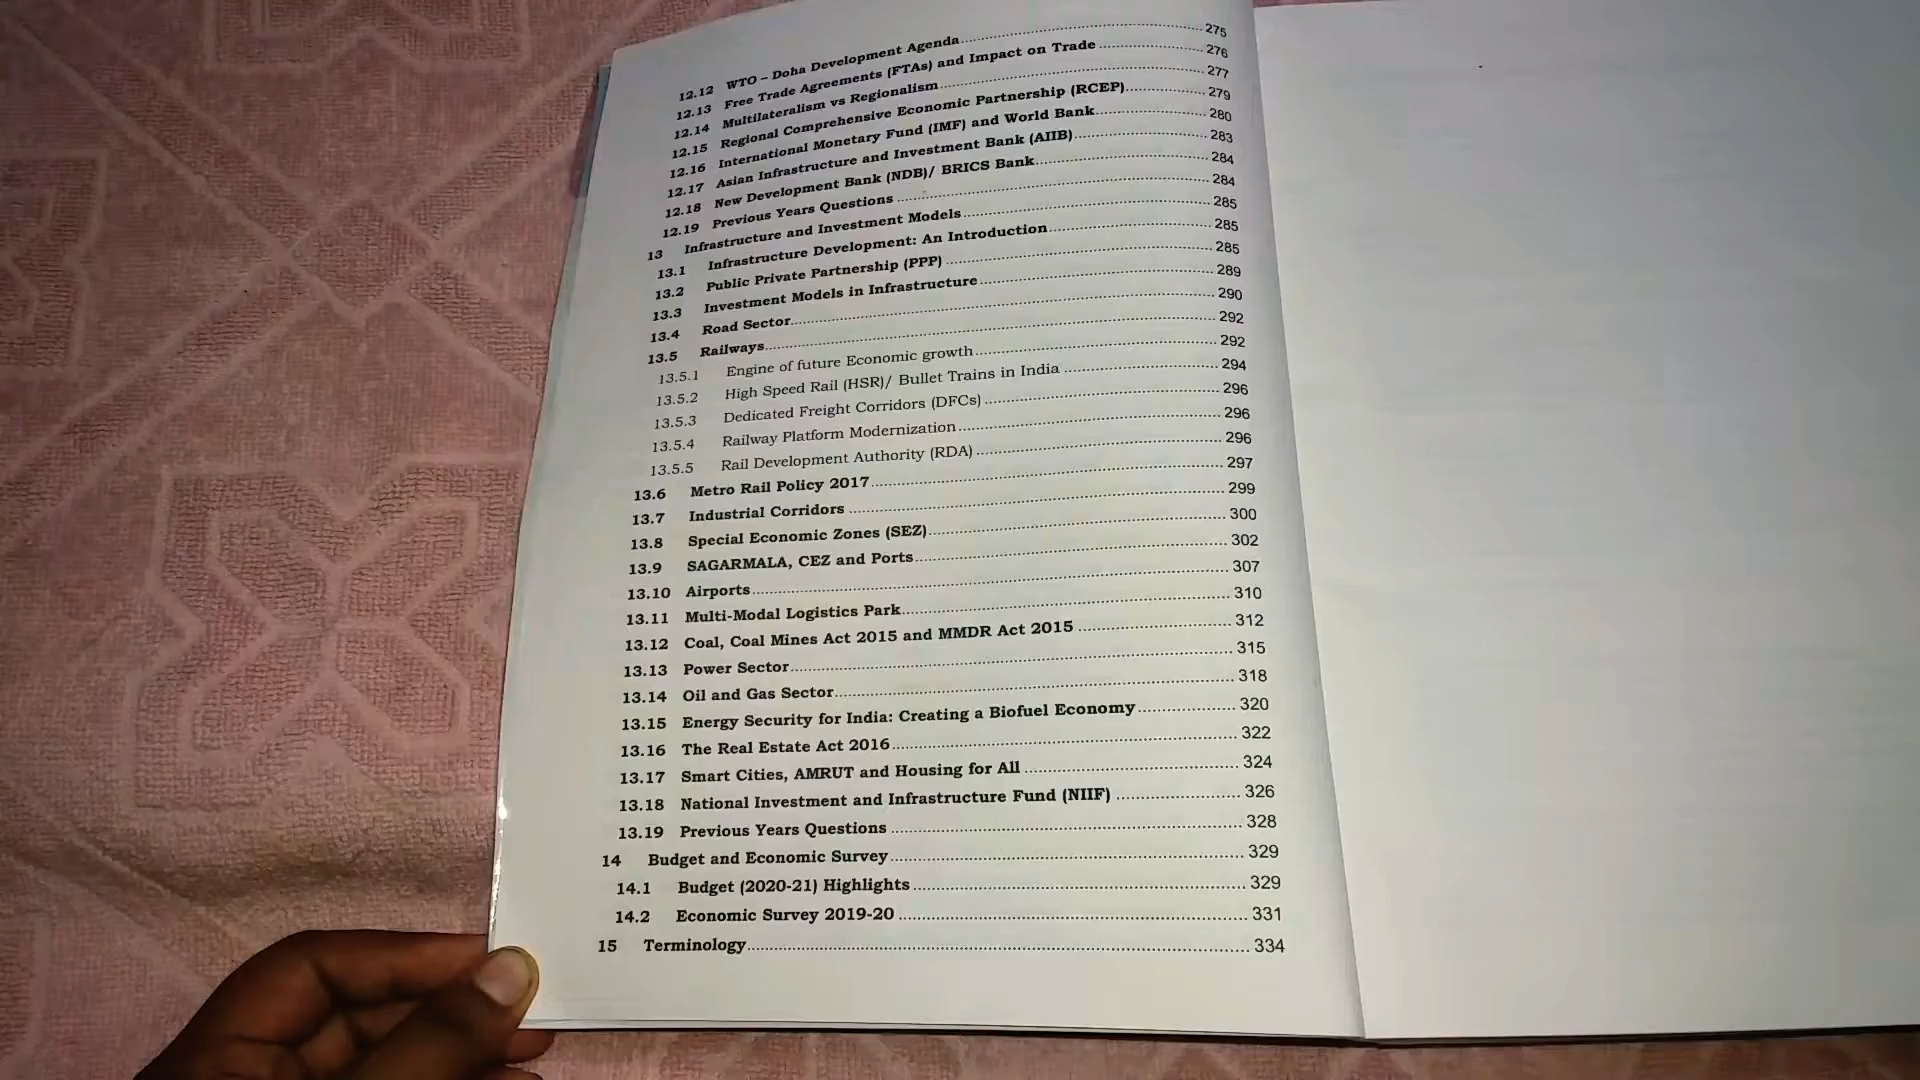 12.12 WTO – Doha Development Agenda 275
12.13 Free Trade Agreements (FTAs) and Impact on Trade 276
12.14 Multilateralism vs Regionalism 277
12.15 Regional Comprehensive Economic Partnership (RCEP) 279
12.16 International Monetary Fund (IMF) and World Bank 280
12.17 Asian Infrastructure and Investment Bank (AIIB) 283
12.18 New Development Bank (NDB)/ BRICS Bank 284
12.19 Previous Years Questions 284
13 Infrastructure and Investment Models 285
13.1 Infrastructure Development: An Introduction 285
13.2 Public Private Partnership (PPP) 285
13.3 Investment Models in Infrastructure 289
13.4 Road Sector 290
13.5 Railways 292
13.5.1 Engine of future Economic growth 292
13.5.2 High Speed Rail (HSR)/ Bullet Trains in India 294
13.5.3 Dedicated Freight Corridors (DFCs) 296
13.5.4 Railway Platform Modernization 296
13.5.5 Rail Development Authority (RDA) 296
13.6 Metro Rail Policy 2017 297
13.7 Industrial Corridors 299
13.8 Special Economic Zones (SEZ) 300
13.9 SAGARMALA, CEZ and Ports 302
13.10 Airports 307
13.11 Multi-Modal Logistics Park 310
13.12 Coal, Coal Mines Act 2015 and MMDR Act 2015 312
13.13 Power Sector 315
13.14 Oil and Gas Sector 318
13.15 Energy Security for India: Creating a Biofuel Economy 320
13.16 The Real Estate Act 2016 322
13.17 Smart Cities, AMRUT and Housing for All 324
13.18 National Investment and Infrastructure Fund (NIIF) 326
13.19 Previous Years Questions 328
14 Budget and Economic Survey 329
14.1 Budget (2020-21) Highlights 329
14.2 Economic Survey 2019-20 331
15 Terminology 334